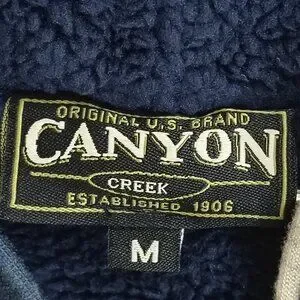 ORIGINAL U.S. BRAND
CANYON
CREEK
ESTABLISHED 1906
M